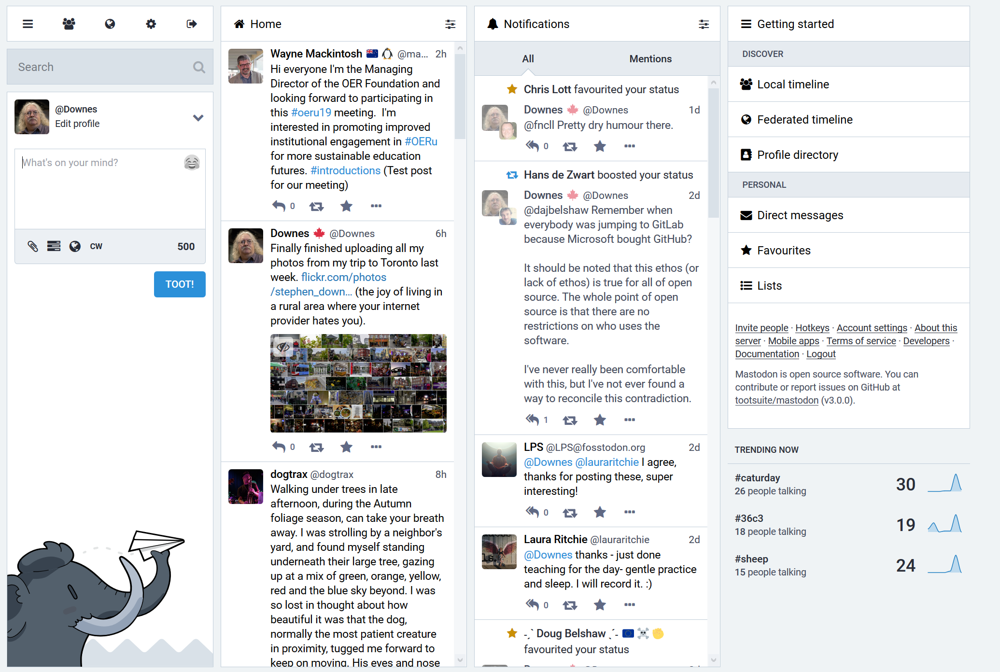 Search
@Downes
Edit profile
What's on your mind?
CW
500
TOOT!
Home
Wayne Mackintosh @ma... 2h
Hi everyone I'm the Managing
Director of the OER Foundation and
looking forward to participating in
this #oeru19 meeting. I'm
interested in promoting improved
institutional engagement in #OERu
for more sustainable education
futures. #introductions (Test post
for our meeting)
0
Downes @Downes 6h
Finally finished uploading all my
photos from my trip to Toronto last
week. flickr.com/photos
/stephen_down... (the joy of living in
a rural area where your internet
provider hates you).
0
dogtrax @dogtrax 8h
Walking under trees in late
afternoon, during the Autumn
foliage season, can take your breath
away. I was strolling by a neighbor's
yard, and found myself standing
underneath their large tree, gazing
up at a mix of green, orange, yellow,
red and the blue sky beyond. I was
so lost in thought about how
beautiful it was that the dog,
normally the most patient creature
in proximity, tugged me forward to
keep on moving. His eyes and nose
Notifications
All
Mentions
Chris Lott favourited your status
Downes @Downes 1d
@fncll Pretty dry humour there.
0
Hans de Zwart boosted your status
Downes @Downes 2d
@dajbelshaw Remember when
everybody was jumping to GitLab
because Microsoft bought GitHub?
It should be noted that this ethos (or
lack of ethos) is true for all of open
source. The whole point of open
source is that there are no
restrictions on who uses the
software.
I've never really been comfortable
with this, but I've not ever found a
way to reconcile this contradiction.
1
LPS @LPS@fosstodon.org 2d
@Downes @lauraritchie I agree,
thanks for posting these, super
interesting!
0
Laura Ritchie @lauraritchie 2d
@Downes thanks - just done
teaching for the day- gentle practice
and sleep. I will record it. :)
0
-ˏˋ Doug Belshaw ˎˊ-
favourited your status
Getting started
DISCOVER
Local timeline
Federated timeline
Profile directory
PERSONAL
Direct messages
Favourites
Lists
Invite people · Hotkeys · Account settings · About this
server · Mobile apps · Terms of service · Developers ·
Documentation · Logout
Mastodon is open source software. You can
contribute or report issues on GitHub at
tootsuite/mastodon (v3.0.0).
TRENDING NOW
#caturday
26 people talking
30
#36c3
18 people talking
19
#sheep
15 people talking
24